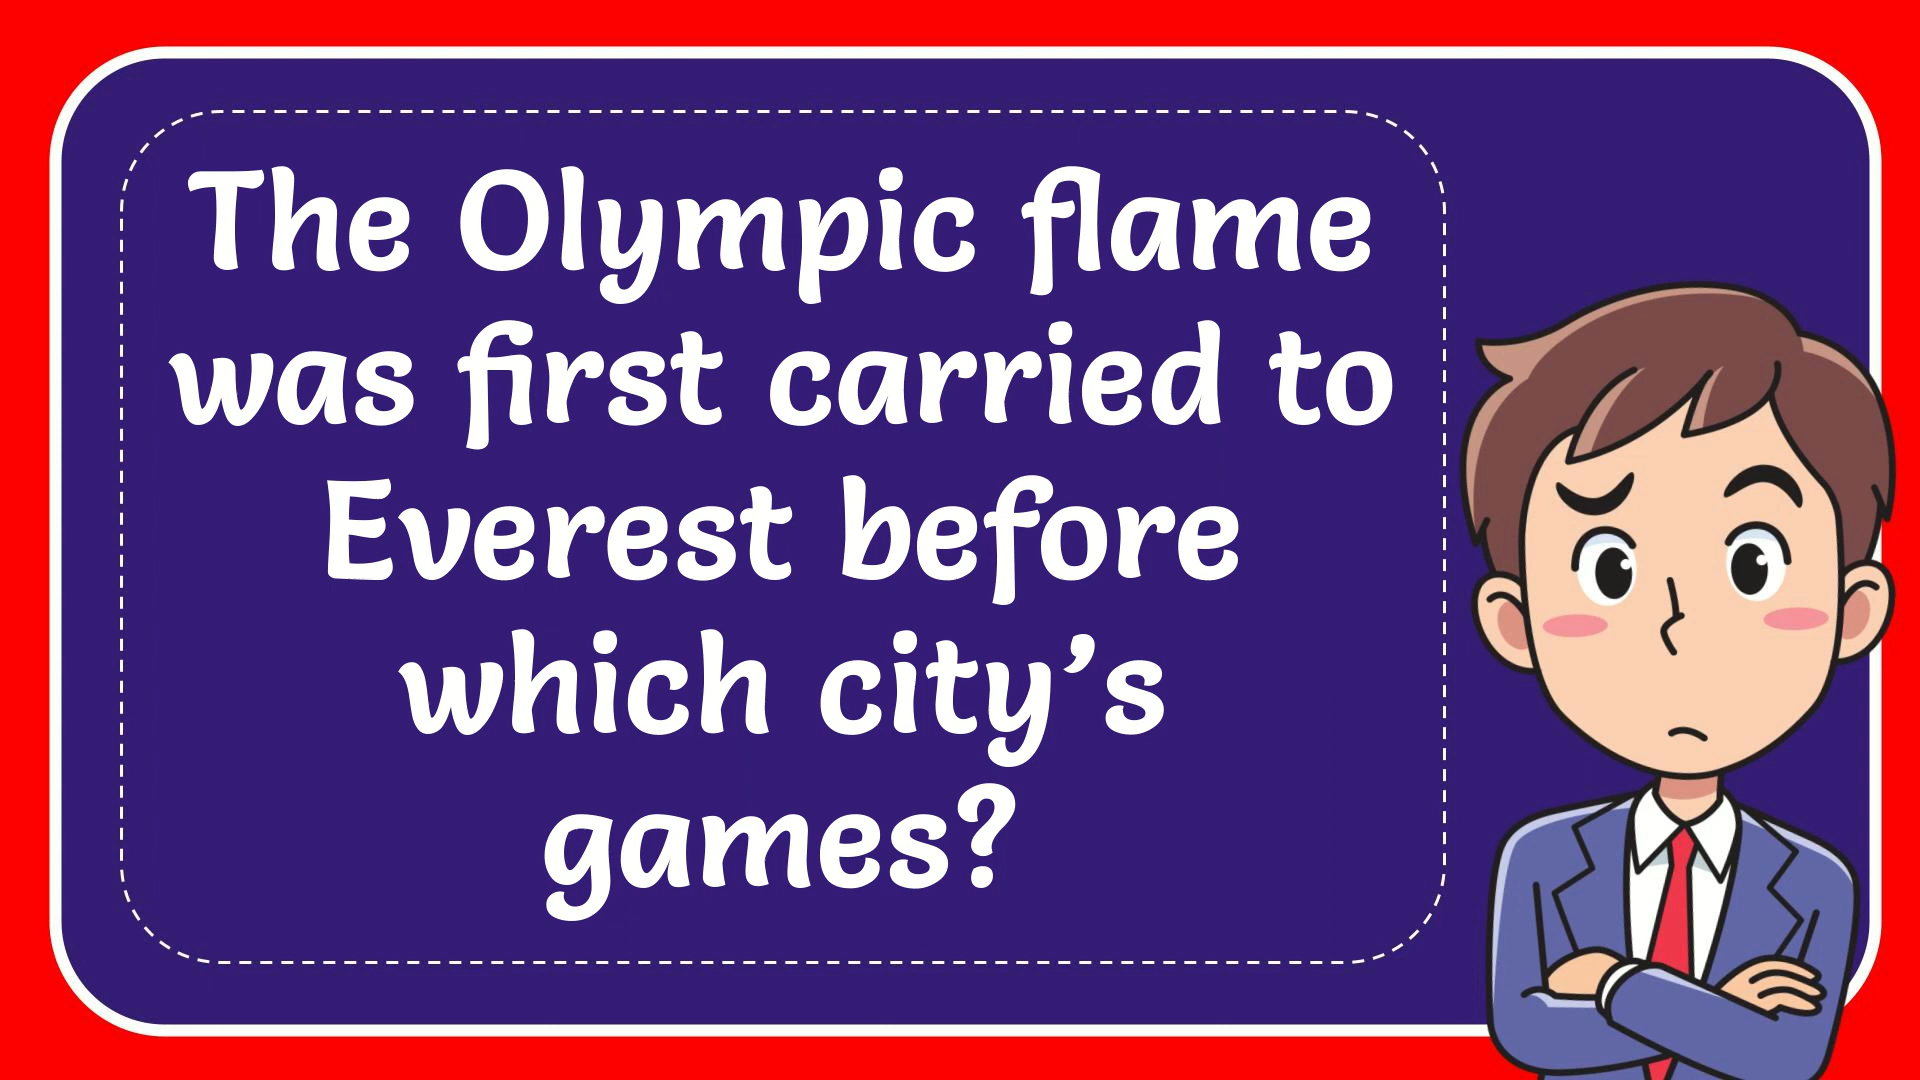 The Olympic flame
was first carried to
Everest before
which city’s
games?